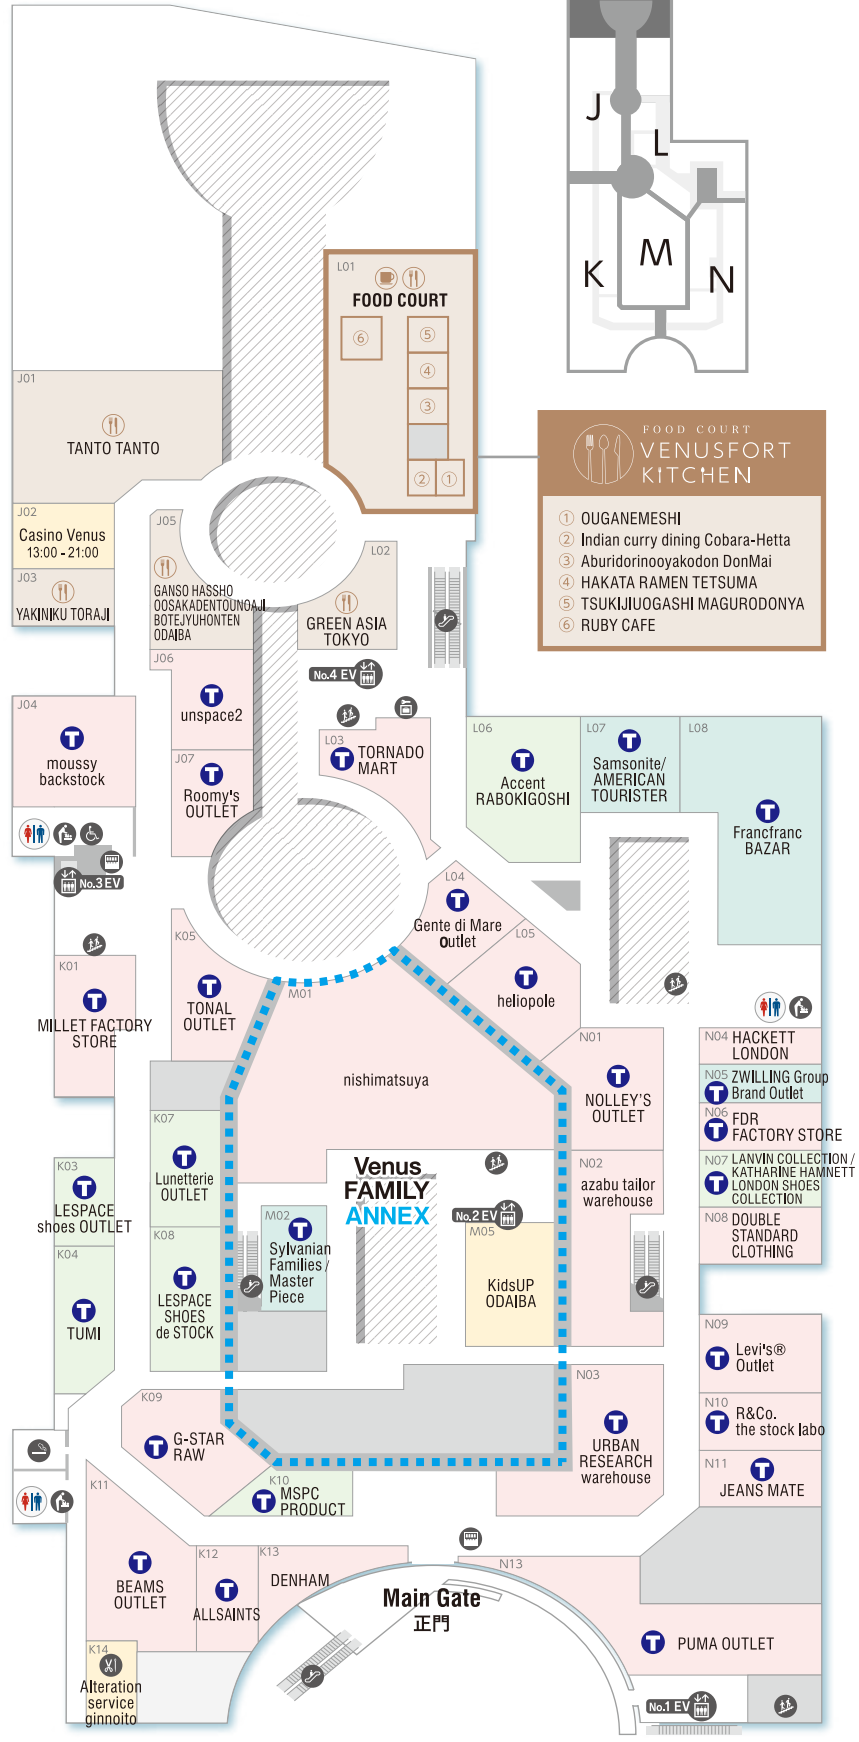 J
L
K
M
N
L01
FOOD COURT
⑥
⑤
④
③
②
①
FOOD COURT
VENUSFORT
KITCHEN
① OUGANEMESHI
② Indian curry dining Cobara-Hetta
③ Aburidorinooyakodon DonMai
④ HAKATA RAMEN TETSUMA
⑤ TSUKIJIUOGASHI MAGURODONYA
⑥ RUBY CAFE
J01
TANTO TANTO
J02
Casino Venus
13:00 - 21:00
J03
YAKINIKU TORAJI
J05
GANSO HASSHO
OOSAKADENTOUNOAJI
BOTEJYUHONTEN
ODAIBA
L02
GREEN ASIA
TOKYO
No.4 EV
J06
T
unspace2
J04
T
moussy
backstock
J07
T
Roomy's
OUTLET
L03
T
TORNADO
MART
L06
T
Accent
RABOKIGOSHI
L07
T
Samsonite/
AMERICAN
TOURISTER
L08
T
Francfranc
BAZAR
No.3 EV
L04
T
Gente di Mare
Outlet
L05
T
heliopole
K05
T
TONAL
OUTLET
K01
T
MILLET FACTORY
STORE
M01
nishimatsuya
N01
T
NOLLEY'S
OUTLET
N04 HACKETT
LONDON
N05 ZWILLING Group
T Brand Outlet
N06 FDR
T FACTORY STORE
N07 LANVIN COLLECTION /
KATHARINE HAMNETT
T LONDON SHOES
COLLECTION
N08 DOUBLE
STANDARD
CLOTHING
K07
T
Lunetterie
OUTLET
K03
T
LESPACE
shoes OUTLET
Venus
FAMILY
ANNEX
N02
azabu tailor
warehouse
No.2 EV
M02
T
Sylvanian
Families /
Master
Piece
M05
KidsUP
ODAIBA
K08
T
LESPACE
SHOES
de STOCK
K04
T
TUMI
N09
T
Levi's®
Outlet
N10
T
R&Co.
the stock labo
N11
T
JEANS MATE
N03
T
URBAN
RESEARCH
warehouse
K09
T
G-STAR
RAW
K10
T
MSPC
PRODUCT
K11
T
BEAMS
OUTLET
K12
T
ALLSAINTS
K13
DENHAM
N13
T
PUMA OUTLET
Main Gate
正門
K14
Alteration
service
ginnoito
No.1 EV